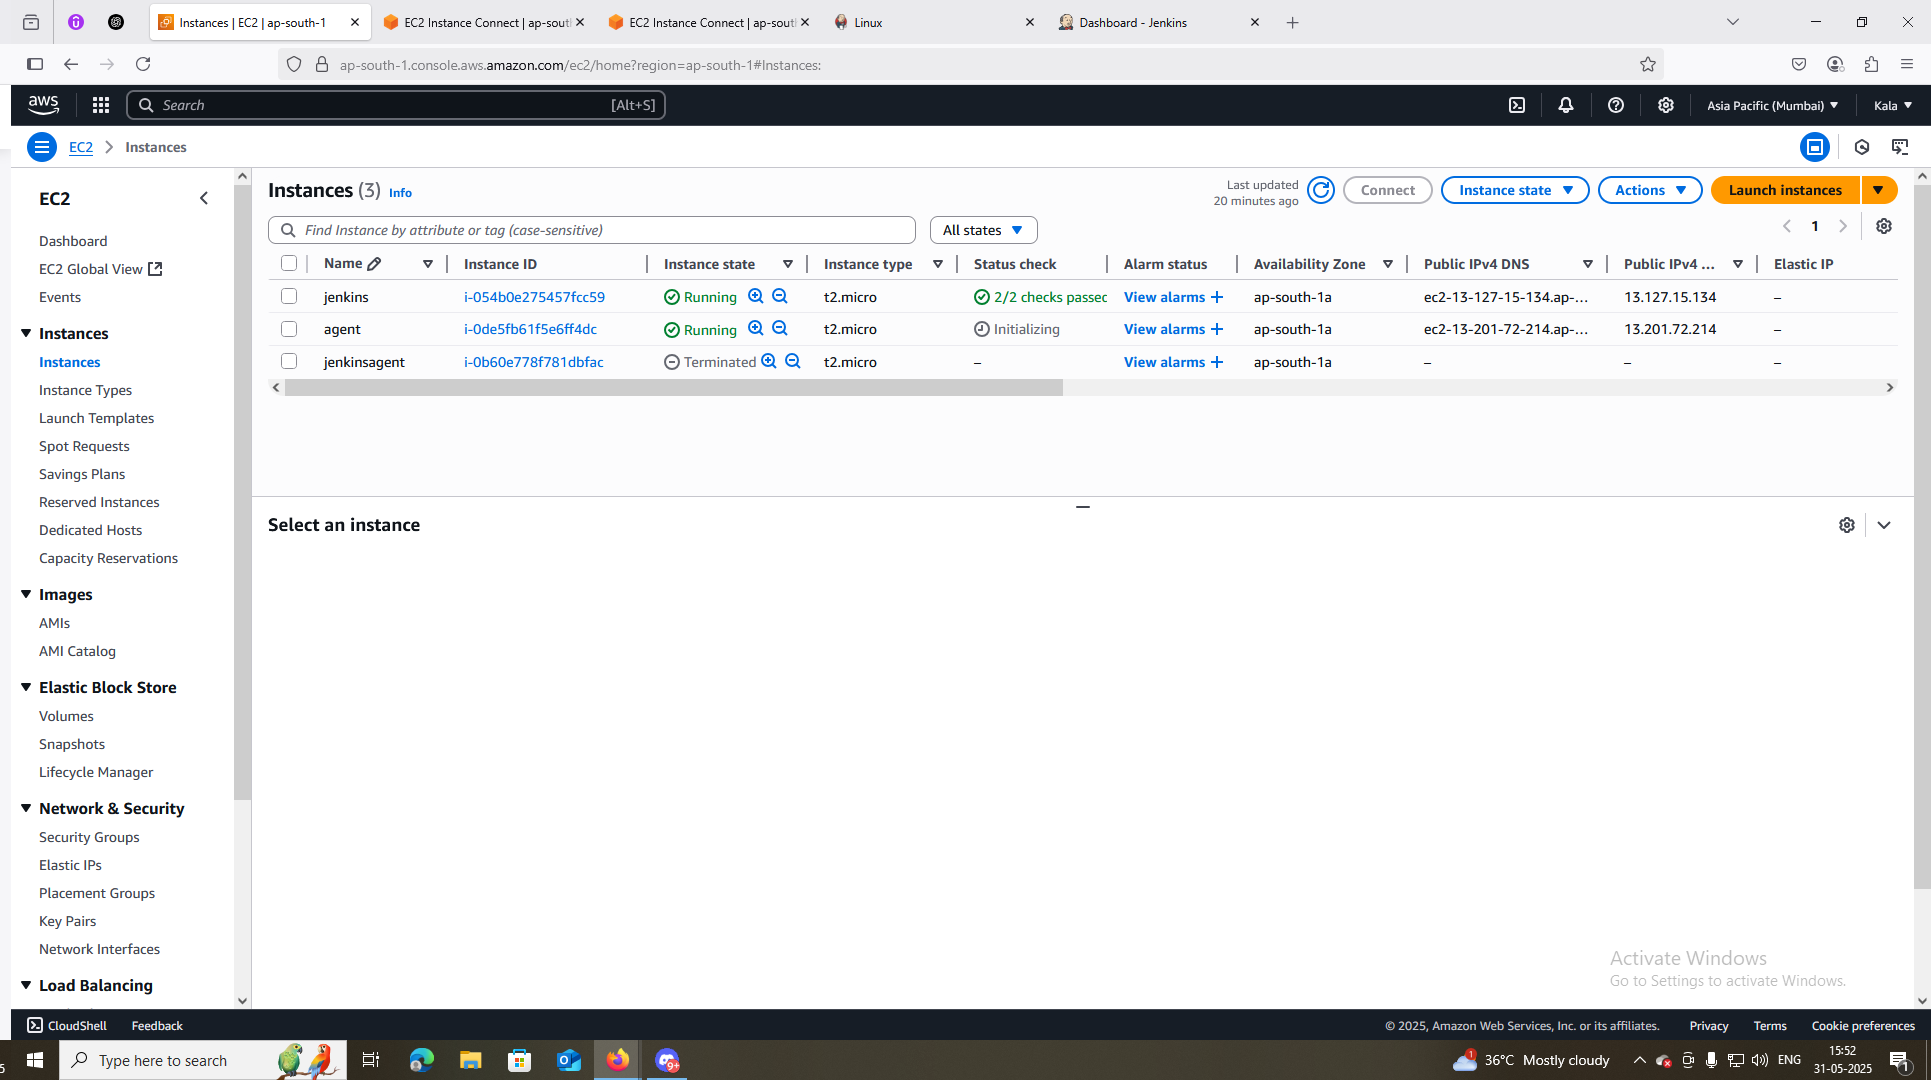 Instances | EC2 | ap-south-1
EC2 Instance Connect | ap-sout
EC2 Instance Connect | ap-sout
Linux
Dashboard - Jenkins
ap-south-1.console.aws.amazon.com/ec2/home?region=ap-south-1#Instances:
aws
Search
[Alt+S]
Asia Pacific (Mumbai)
Kala
EC2
Instances
EC2
Dashboard
EC2 Global View
Events
Instances
Instances
Instance Types
Launch Templates
Spot Requests
Savings Plans
Reserved Instances
Dedicated Hosts
Capacity Reservations
Images
AMIs
AMI Catalog
Elastic Block Store
Volumes
Snapshots
Lifecycle Manager
Network & Security
Security Groups
Elastic IPs
Placement Groups
Key Pairs
Network Interfaces
Load Balancing
Instances (3) Info
Last updated
20 minutes ago
Connect
Instance state
Actions
Launch instances
Find Instance by attribute or tag (case-sensitive)
All states
1
Name Instance ID Instance state Instance type Status check Alarm status Availability Zone Public IPv4 DNS Public IPv4 ... Elastic IP
jenkins i-054b0e275457fcc59 Running t2.micro 2/2 checks passec View alarms + ap-south-1a ec2-13-127-15-134.ap-... 13.127.15.134 –
agent i-0de5fb61f5e6ff4dc Running t2.micro Initializing View alarms + ap-south-1a ec2-13-201-72-214.ap-... 13.201.72.214 –
jenkinsagent i-0b60e778f781dbfac Terminated t2.micro – View alarms + ap-south-1a – – –
Select an instance
Activate Windows
Go to Settings to activate Windows.
CloudShell
Feedback
© 2025, Amazon Web Services, Inc. or its affiliates.
Privacy
Terms
Cookie preferences
5
Type here to search
9+
1
36°C Mostly cloudy
ENG
15:52
31-05-2025
1